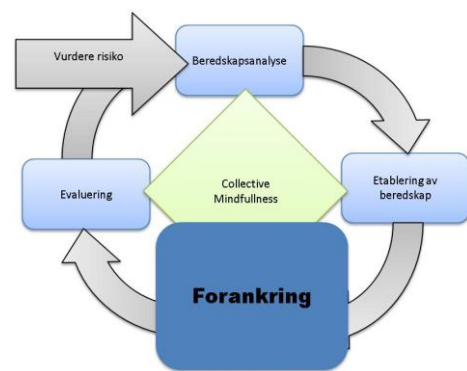 Vurdere risiko
Beredskapsanalyse
Etablering av
beredskap
Collective
Mindfullness
Evaluering
Forankring